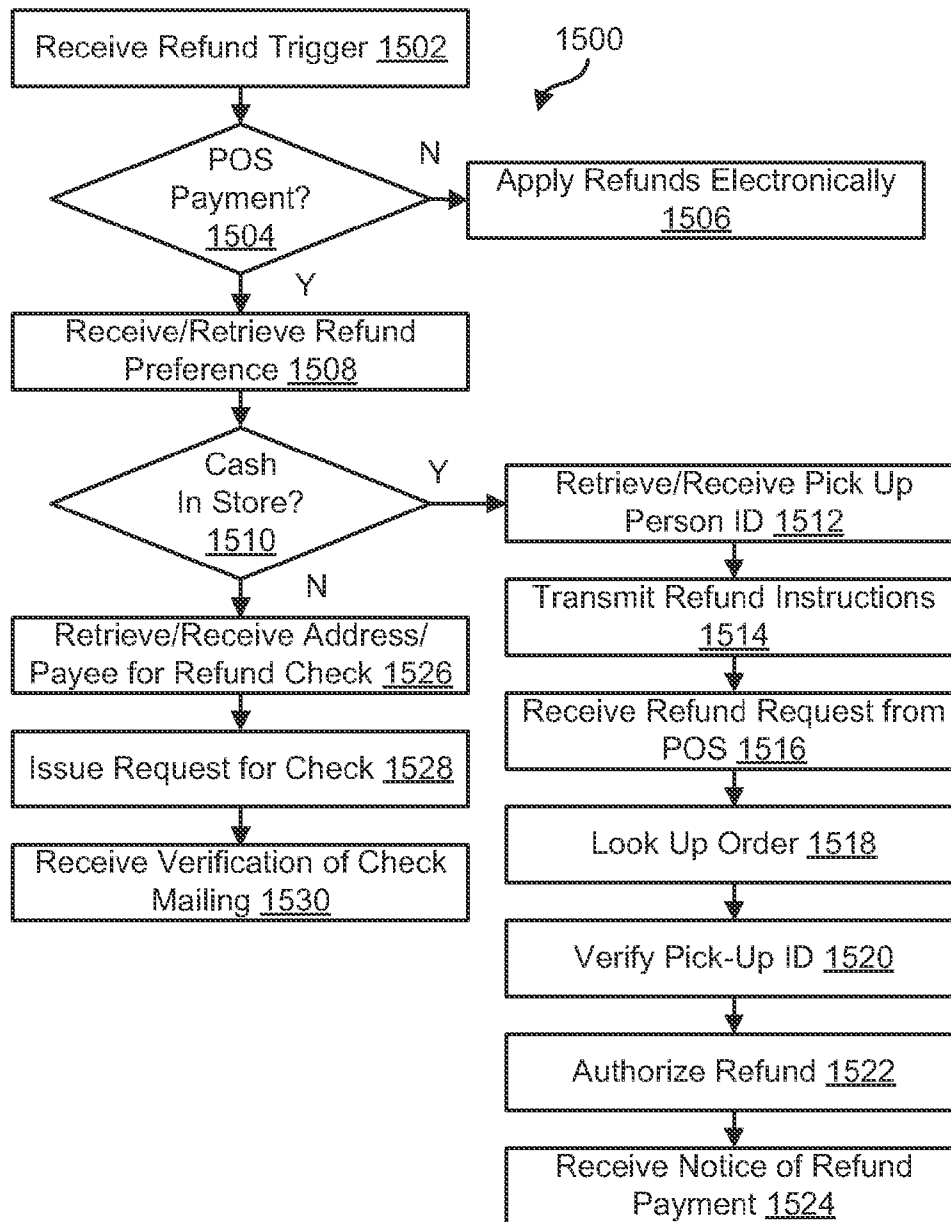 Receive Refund Trigger 1502
1500
POS
Payment?
1504
N
Apply Refunds Electronically
1506
Y
Receive/Retrieve Refund
Preference 1508
Cash
In Store?
1510
Y
Retrieve/Receive Pick Up
Person ID 1512
N
Transmit Refund Instructions
1514
Retrieve/Receive Address/
Payee for Refund Check 1526
Receive Refund Request from
POS 1516
Issue Request for Check 1528
Look Up Order 1518
Receive Verification of Check
Mailing 1530
Verify Pick-Up ID 1520
Authorize Refund 1522
Receive Notice of Refund
Payment 1524